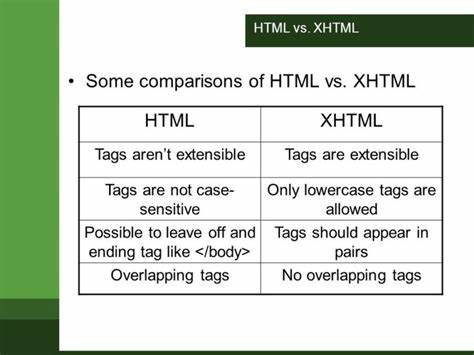 HTML vs. XHTML
• Some comparisons of HTML vs. XHTML
HTML XHTML
Tags aren't extensible Tags are extensible
Tags are not case-
sensitive
Only lowercase tags are
allowed
Possible to leave off and
ending tag like </body>
Tags should appear in
pairs
Overlapping tags No overlapping tags